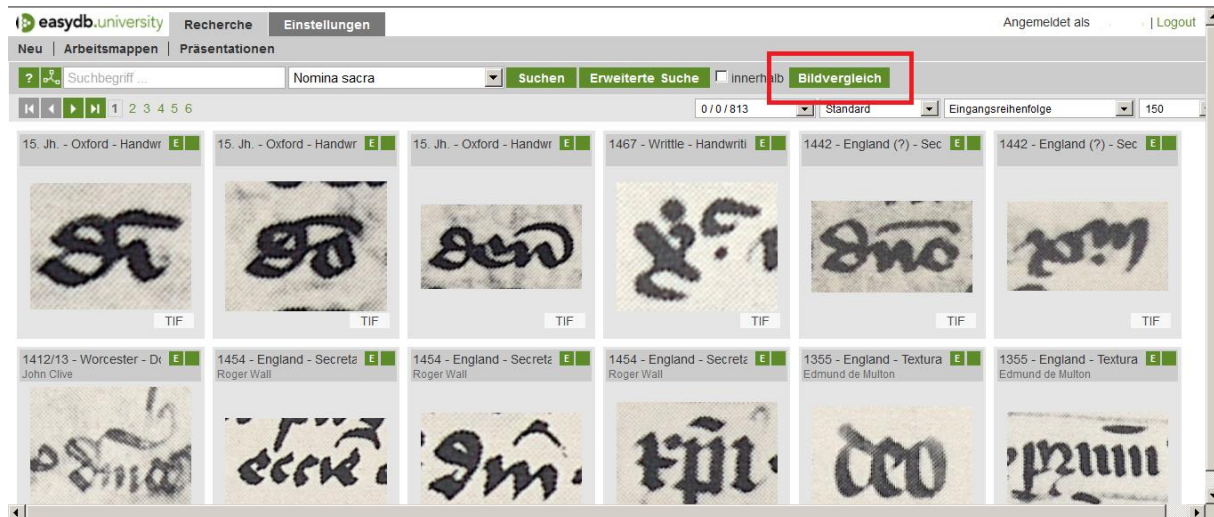 easydb.university Recherche Einstellungen Angemeldet als | Logout
Neu | Arbeitsmappen | Präsentationen
? Suchbegriff ... Nomina sacra Suchen Erweiterte Suche innerhalb Bildvergleich
1 2 3 4 5 6 0 / 0 / 813 Standard Eingangsreihenfolge 150
15. Jh. - Oxford - Handwr E 15. Jh. - Oxford - Handwr E 15. Jh. - Oxford - Handwr E 1467 - Writtle - Handwriti E 1442 - England (?) - Sec E 1442 - England (?) - Sec E
TIF TIF TIF TIF TIF TIF
1412/13 - Worcester - Do E 1454 - England - Secreta E 1454 - England - Secreta E 1454 - England - Secreta E 1355 - England - Textura E 1355 - England - Textura E
John Clive Roger Wall Roger Wall Roger Wall Edmund de Multon Edmund de Multon